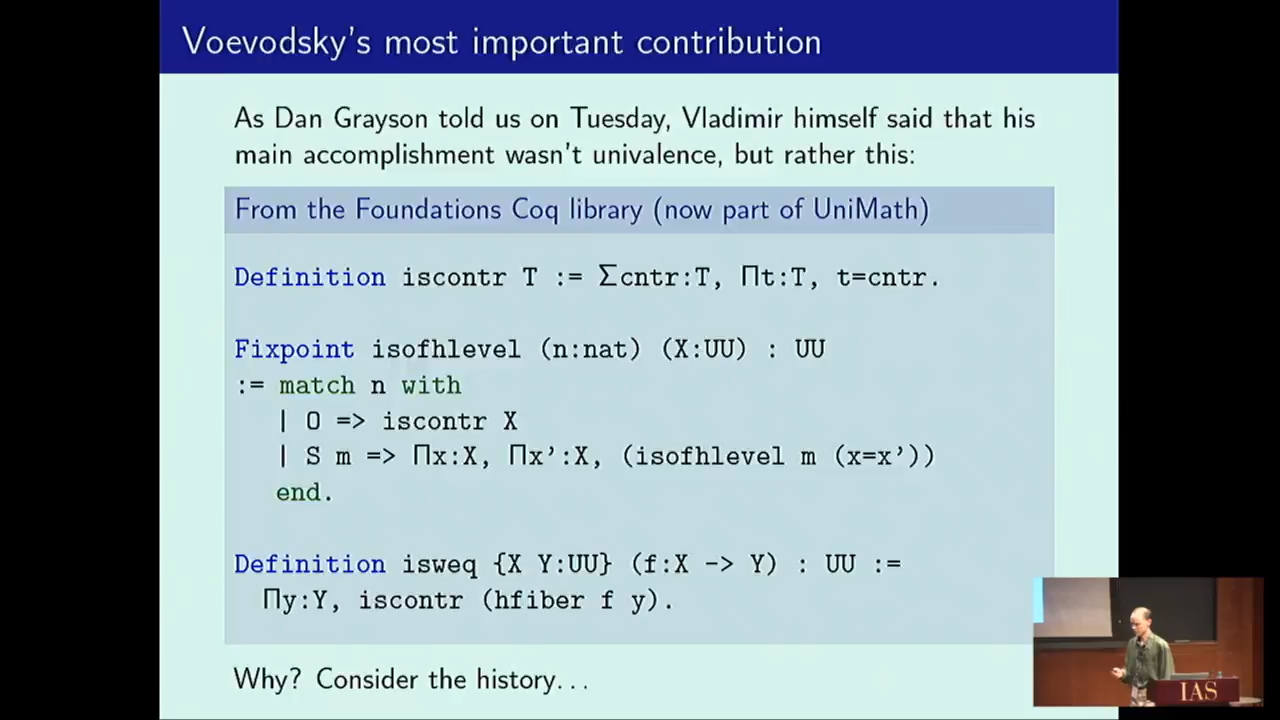 Voevodsky's most important contribution
As Dan Grayson told us on Tuesday, Vladimir himself said that his
main accomplishment wasn't univalence, but rather this:
From the Foundations Coq library (now part of UniMath)
Definition iscontr T := Σcntr:T, Πt:T, t=cntr.
Fixpoint isofhlevel (n:nat) (X:UU) : UU
:= match n with
| O => iscontr X
| S m => Πx:X, Πx':X, (isofhlevel m (x=x'))
end.
Definition isweq {X Y:UU} (f:X -> Y) : UU :=
Πy:Y, iscontr (hfiber f y).
Why? Consider the history...
IAS